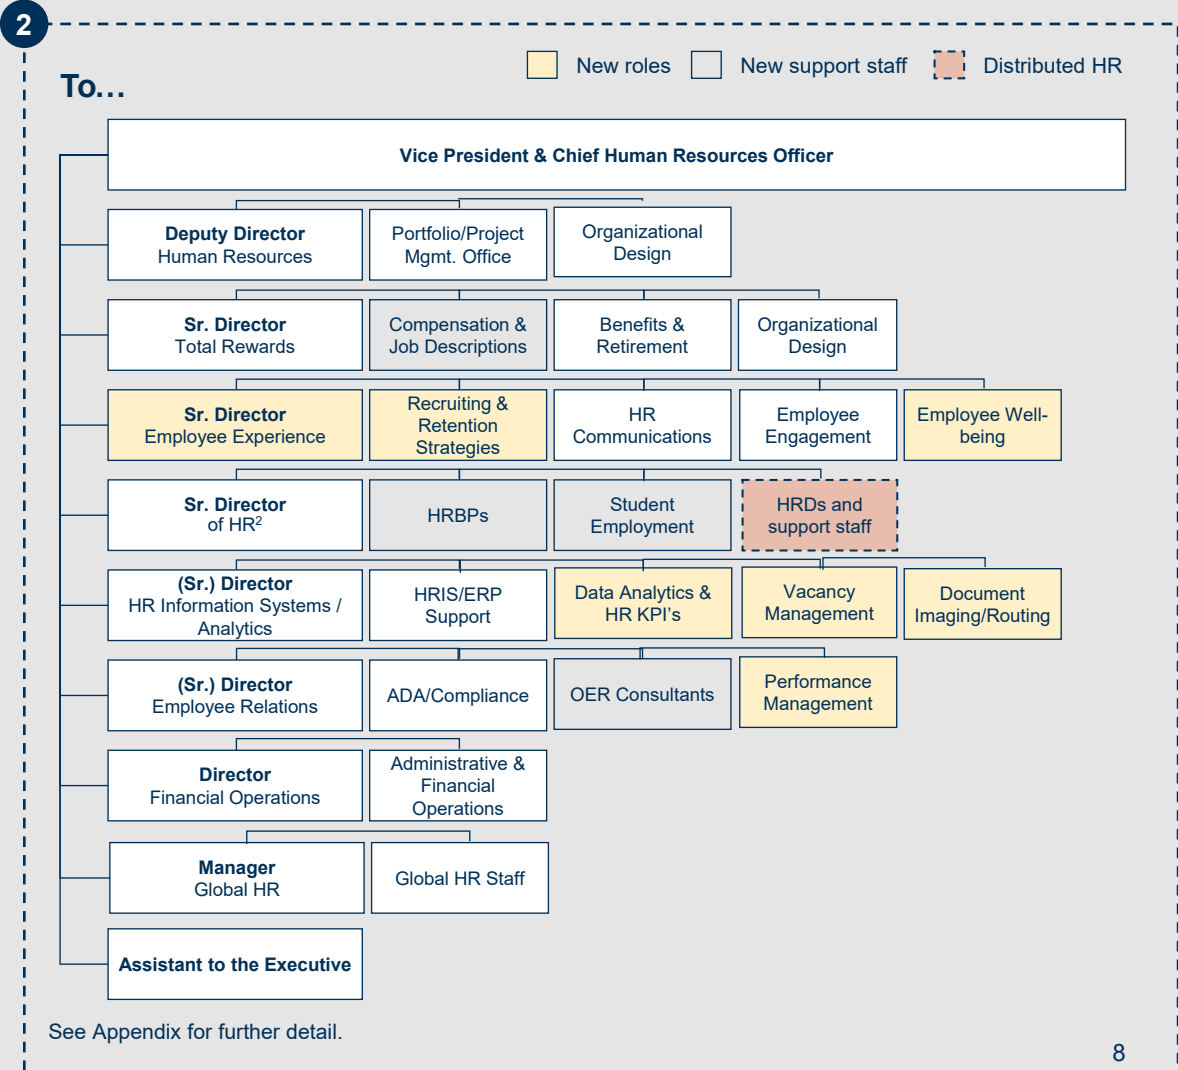 2
To...
New roles
New support staff
Distributed HR
Vice President & Chief Human Resources Officer
Deputy Director
Human Resources
Portfolio/Project
Mgmt. Office
Organizational
Design
Sr. Director
Total Rewards
Compensation &
Job Descriptions
Benefits &
Retirement
Organizational
Design
Sr. Director
Employee Experience
Recruiting &
Retention
Strategies
HR
Communications
Employee
Engagement
Employee Well-
being
Sr. Director
of HR²
HRBPs
Student
Employment
HRDs and
support staff
(Sr.) Director
HR Information Systems /
Analytics
HRIS/ERP
Support
Data Analytics &
HR KPI's
Vacancy
Management
Document
Imaging/Routing
(Sr.) Director
Employee Relations
ADA/Compliance
OER Consultants
Performance
Management
Director
Financial Operations
Administrative &
Financial
Operations
Manager
Global HR
Global HR Staff
Assistant to the Executive
See Appendix for further detail.
8